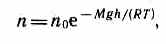 n = n₀e^{−Mgh/(RT)},